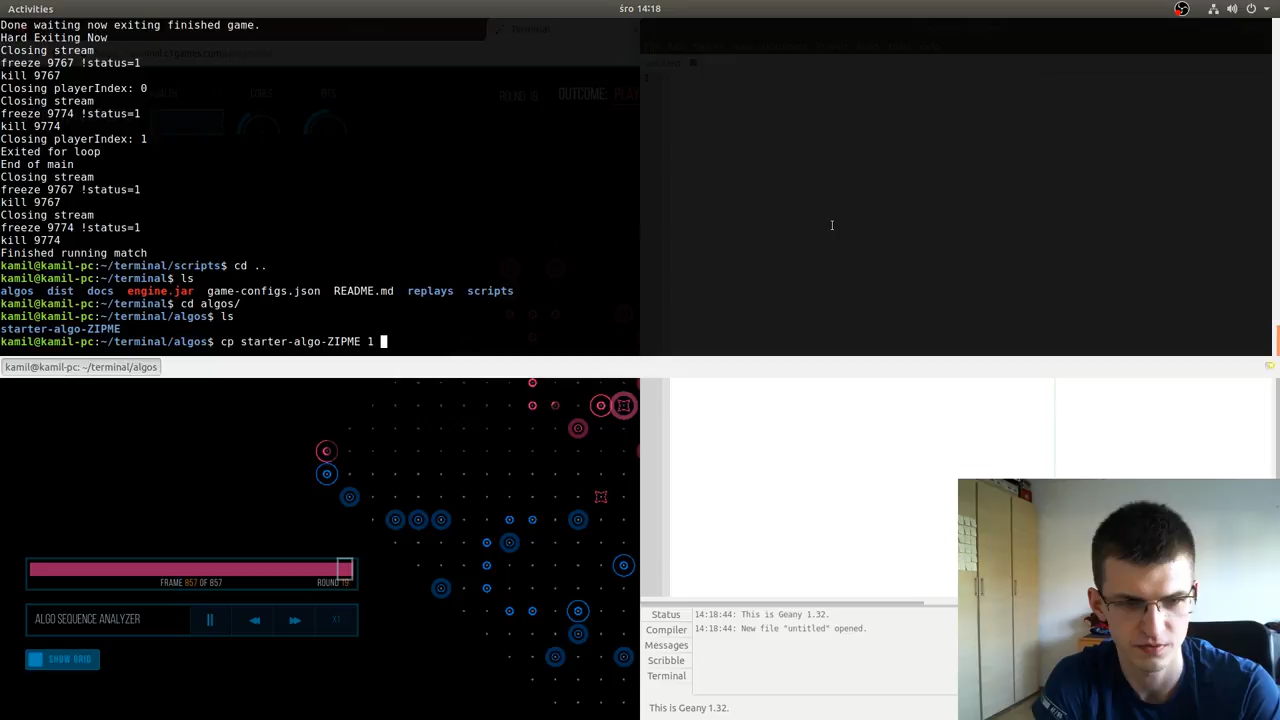 Activities
śro 14:18
Done waiting now exiting finished game.
Hard Exiting Now
Closing stream
freeze 9767 !status=1
kill 9767
Closing playerIndex: 0
Closing stream
freeze 9774 !status=1
kill 9774
Closing playerIndex: 1
Exited for loop
End of main
Closing stream
freeze 9767 !status=1
kill 9767
Closing stream
freeze 9774 !status=1
kill 9774
Finished running match
kamil@kamil-pc:~/terminal/scripts$ cd ..
kamil@kamil-pc:~/terminal$ ls
algos dist docs engine.jar game-configs.json README.md replays scripts
kamil@kamil-pc:~/terminal$ cd algos/
kamil@kamil-pc:~/terminal/algos$ ls
starter-algo-ZIPME
kamil@kamil-pc:~/terminal/algos$ cp starter-algo-ZIPME 1
kamil@kamil-pc: ~/terminal/algos
Terminal
CORES
BITS
OUTCOME:
FRAME 857 OF 857
ROUND 19
ALGO SEQUENCE ANALYZER
X1
SHOW GRID
Status
Compiler
Messages
Scribble
Terminal
14:18:44: This is Geany 1.32.
14:18:44: New file "untitled" opened.
This is Geany 1.32.